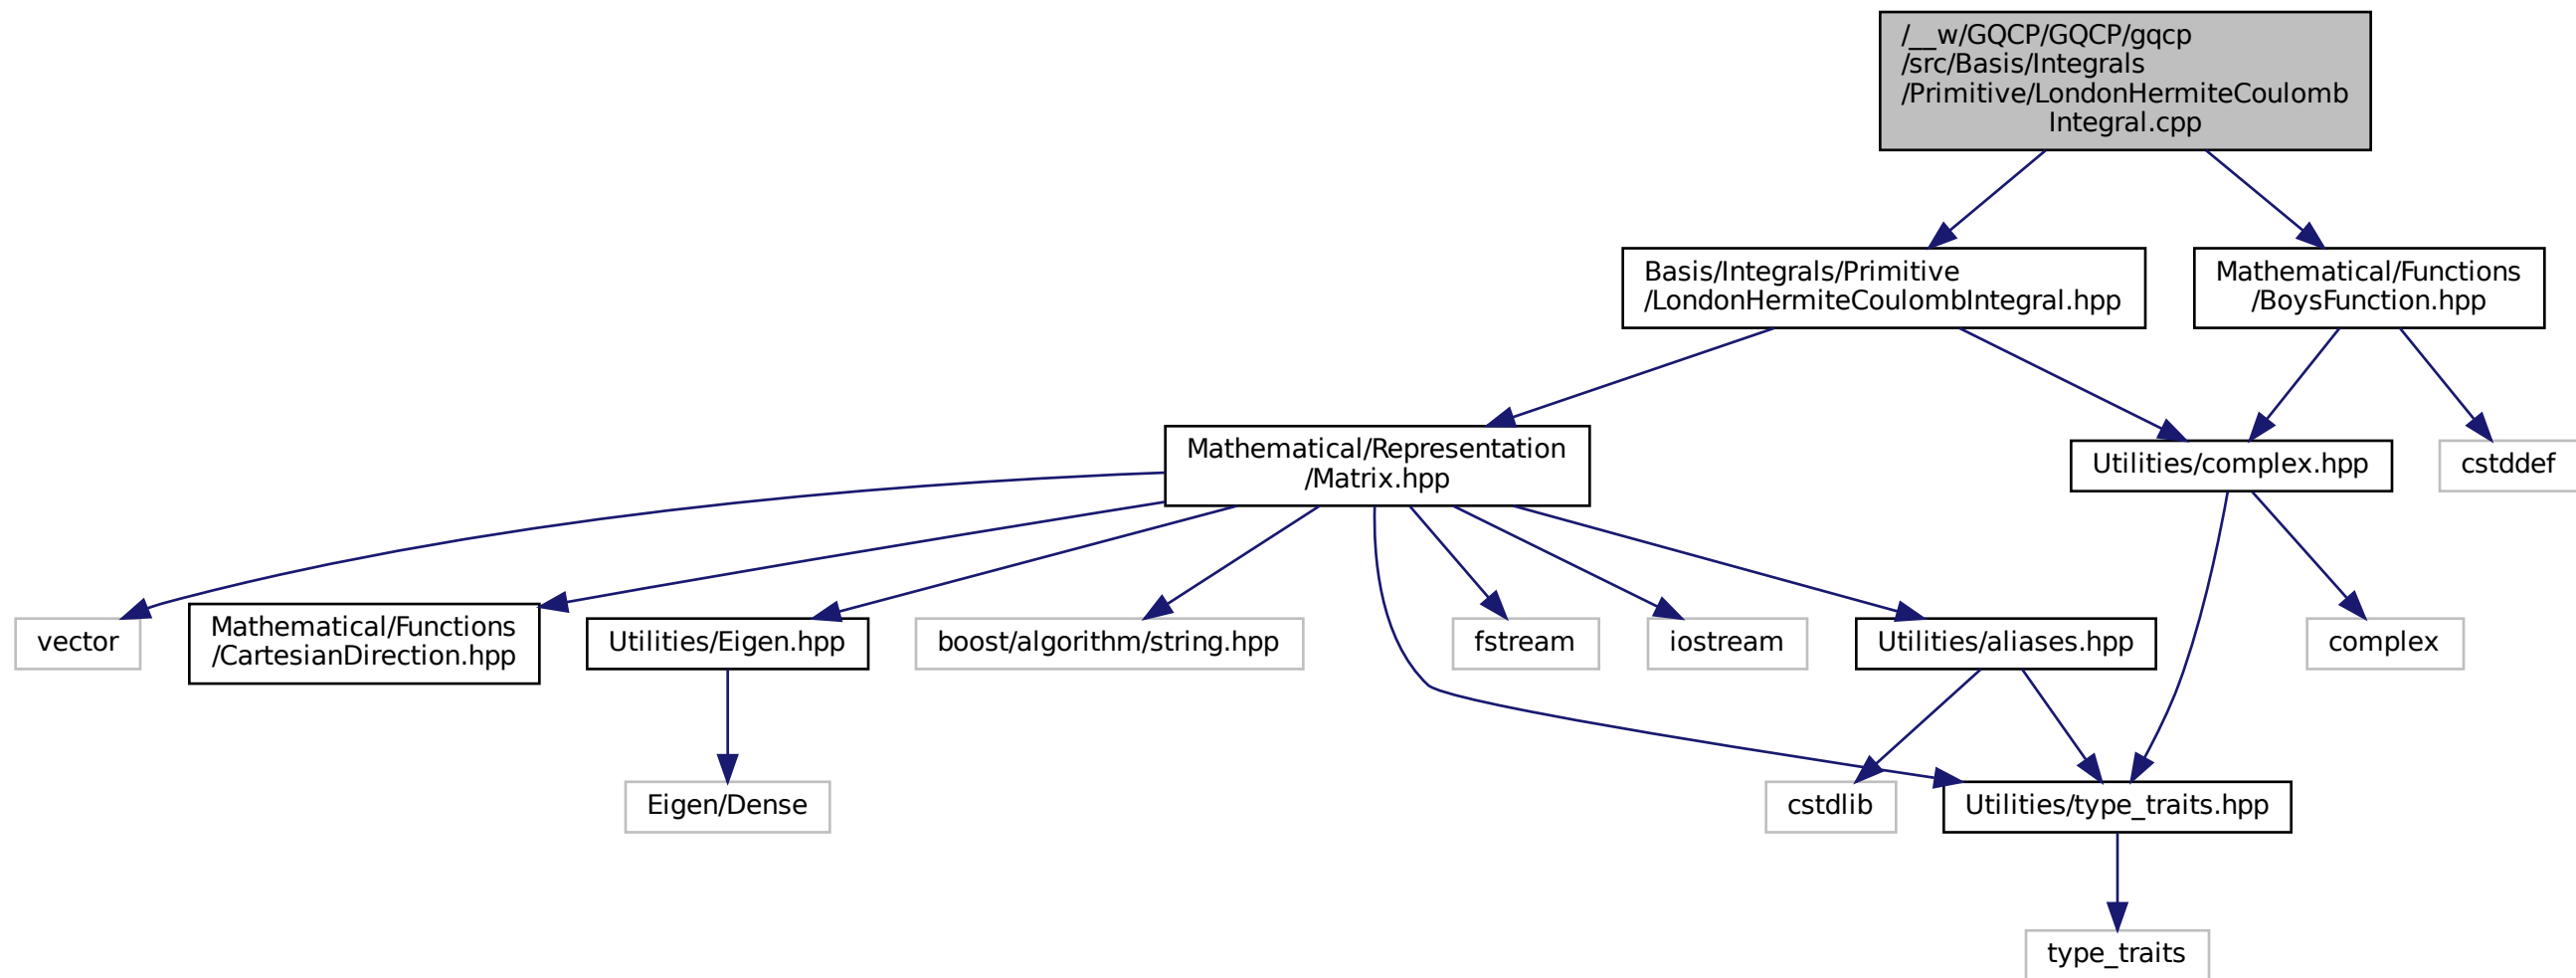 /__w/GQCP/GQCP/gqcp
/src/Basis/Integrals
/Primitive/LondonHermiteCoulomb
Integral.cpp
Basis/Integrals/Primitive
/LondonHermiteCoulombIntegral.hpp
Mathematical/Functions
/BoysFunction.hpp
Mathematical/Representation
/Matrix.hpp
Utilities/complex.hpp
cstddef
vector
Mathematical/Functions
/CartesianDirection.hpp
Utilities/Eigen.hpp
boost/algorithm/string.hpp
fstream
iostream
Utilities/aliases.hpp
complex
Eigen/Dense
cstdlib
Utilities/type_traits.hpp
type_traits